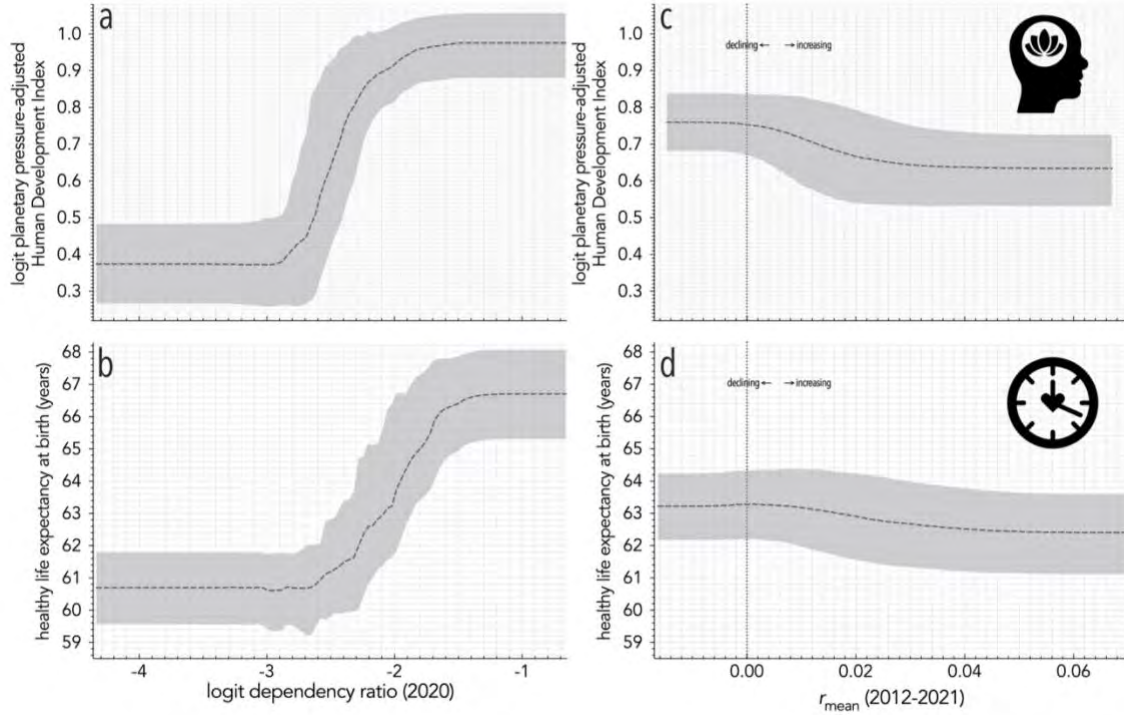 a
logit planetary pressure-adjusted
Human Development Index
1.0
0.9
0.8
0.7
0.6
0.5
0.4
0.3
c
logit planetary pressure-adjusted
Human Development Index
declining← →increasing
1.0
0.9
0.8
0.7
0.6
0.5
0.4
0.3
b
healthy life expectancy at birth (years)
68
67
66
65
64
63
62
61
60
59
-4 -3 -2 -1
logit dependency ratio (2020)
d
healthy life expectancy at birth (years)
declining← →increasing
68
67
66
65
64
63
62
61
60
59
0.00 0.02 0.04 0.06
rmean (2012-2021)